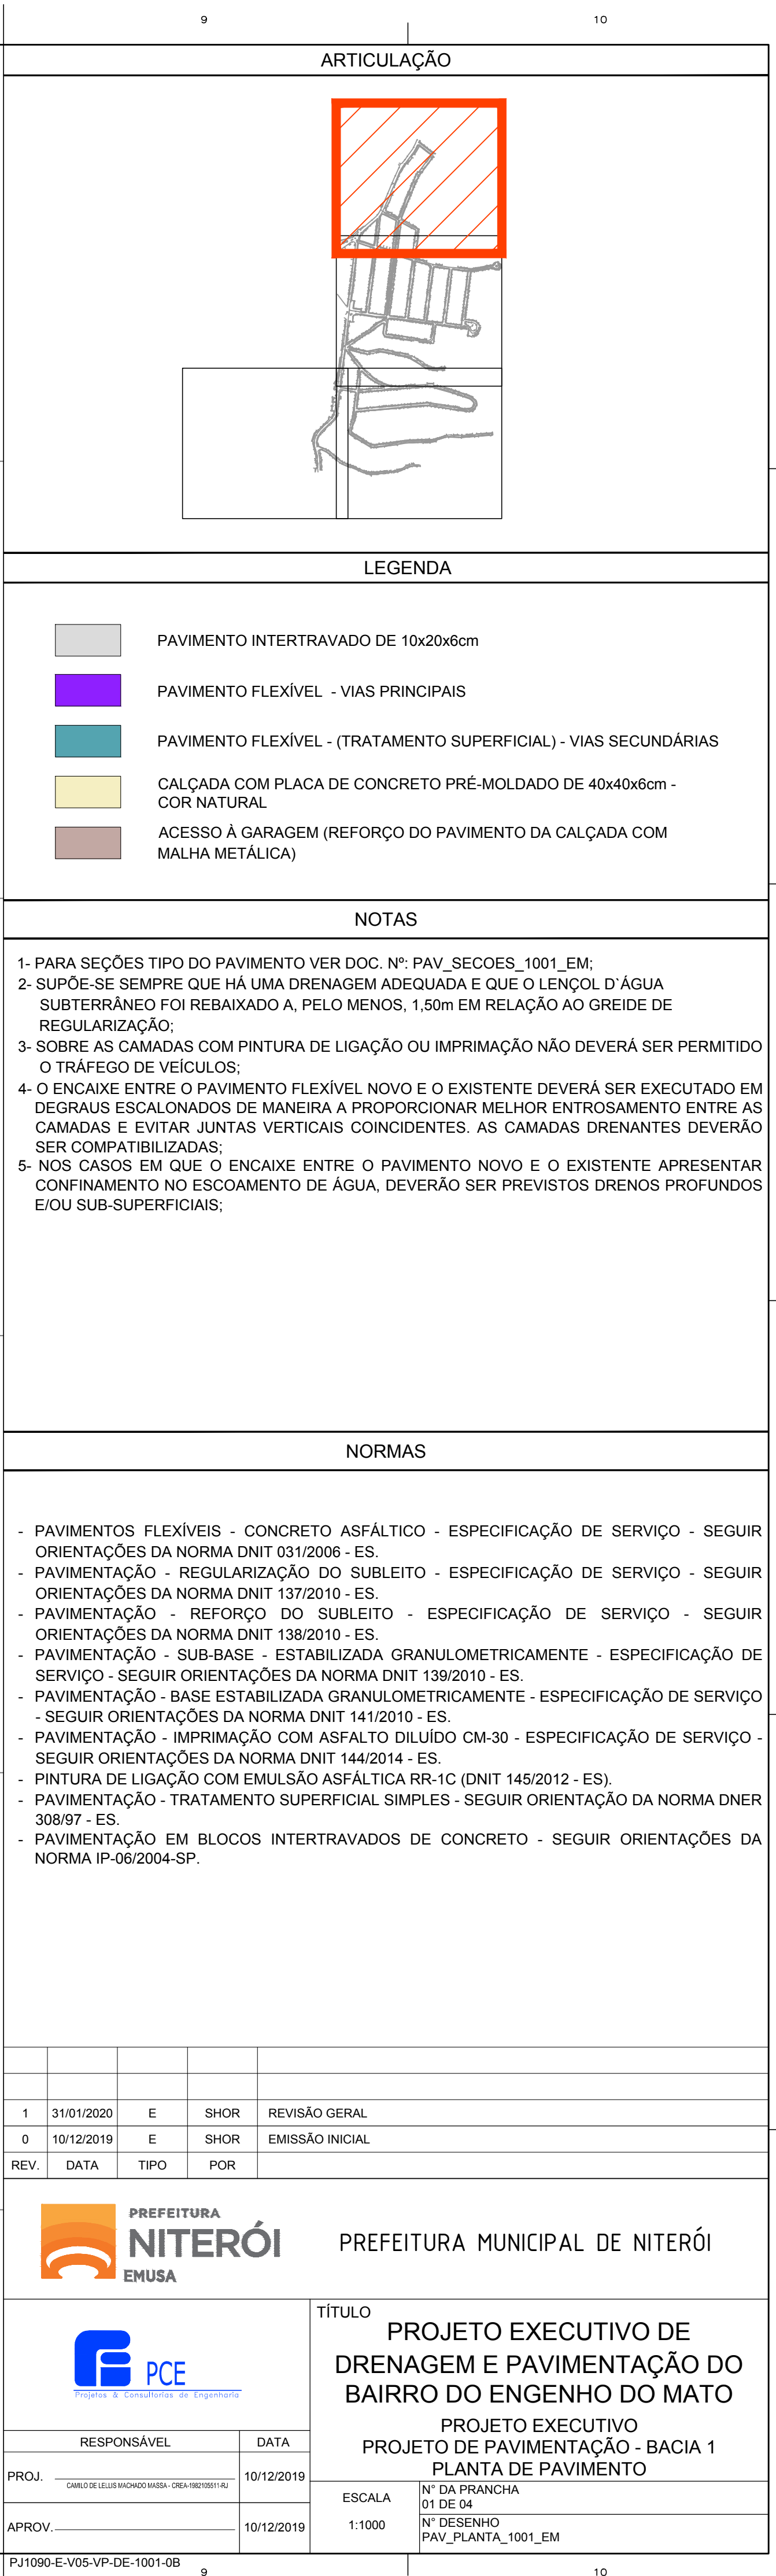 9
10
ARTICULAÇÃO
LEGENDA
PAVIMENTO INTERTRAVADO DE 10x20x6cm
PAVIMENTO FLEXÍVEL - VIAS PRINCIPAIS
PAVIMENTO FLEXÍVEL - (TRATAMENTO SUPERFICIAL) - VIAS SECUNDÁRIAS
CALÇADA COM PLACA DE CONCRETO PRÉ-MOLDADO DE 40x40x6cm -
COR NATURAL
ACESSO À GARAGEM (REFORÇO DO PAVIMENTO DA CALÇADA COM
MALHA METÁLICA)
NOTAS
1- PARA SEÇÕES TIPO DO PAVIMENTO VER DOC. Nº: PAV_SECOES_1001_EM;
2- SUPÕE-SE SEMPRE QUE HÁ UMA DRENAGEM ADEQUADA E QUE O LENÇOL D`ÁGUA
SUBTERRÂNEO FOI REBAIXADO A, PELO MENOS, 1,50m EM RELAÇÃO AO GREIDE DE
REGULARIZAÇÃO;
3- SOBRE AS CAMADAS COM PINTURA DE LIGAÇÃO OU IMPRIMAÇÃO NÃO DEVERÁ SER PERMITIDO
O TRÁFEGO DE VEÍCULOS;
4- O ENCAIXE ENTRE O PAVIMENTO FLEXÍVEL NOVO E O EXISTENTE DEVERÁ SER EXECUTADO EM
DEGRAUS ESCALONADOS DE MANEIRA A PROPORCIONAR MELHOR ENTROSAMENTO ENTRE AS
CAMADAS E EVITAR JUNTAS VERTICAIS COINCIDENTES. AS CAMADAS DRENANTES DEVERÃO
SER COMPATIBILIZADAS;
5- NOS CASOS EM QUE O ENCAIXE ENTRE O PAVIMENTO NOVO E O EXISTENTE APRESENTAR
CONFINAMENTO NO ESCOAMENTO DE ÁGUA, DEVERÃO SER PREVISTOS DRENOS PROFUNDOS
E/OU SUB-SUPERFICIAIS;
NORMAS
- PAVIMENTOS FLEXÍVEIS - CONCRETO ASFÁLTICO - ESPECIFICAÇÃO DE SERVIÇO - SEGUIR
ORIENTAÇÕES DA NORMA DNIT 031/2006 - ES.
- PAVIMENTAÇÃO - REGULARIZAÇÃO DO SUBLEITO - ESPECIFICAÇÃO DE SERVIÇO - SEGUIR
ORIENTAÇÕES DA NORMA DNIT 137/2010 - ES.
- PAVIMENTAÇÃO - REFORÇO DO SUBLEITO - ESPECIFICAÇÃO DE SERVIÇO - SEGUIR
ORIENTAÇÕES DA NORMA DNIT 138/2010 - ES.
- PAVIMENTAÇÃO - SUB-BASE - ESTABILIZADA GRANULOMETRICAMENTE - ESPECIFICAÇÃO DE
SERVIÇO - SEGUIR ORIENTAÇÕES DA NORMA DNIT 139/2010 - ES.
- PAVIMENTAÇÃO - BASE ESTABILIZADA GRANULOMETRICAMENTE - ESPECIFICAÇÃO DE SERVIÇO
- SEGUIR ORIENTAÇÕES DA NORMA DNIT 141/2010 - ES.
- PAVIMENTAÇÃO - IMPRIMAÇÃO COM ASFALTO DILUÍDO CM-30 - ESPECIFICAÇÃO DE SERVIÇO -
SEGUIR ORIENTAÇÕES DA NORMA DNIT 144/2014 - ES.
- PINTURA DE LIGAÇÃO COM EMULSÃO ASFÁLTICA RR-1C (DNIT 145/2012 - ES).
- PAVIMENTAÇÃO - TRATAMENTO SUPERFICIAL SIMPLES - SEGUIR ORIENTAÇÃO DA NORMA DNER
308/97 - ES.
- PAVIMENTAÇÃO EM BLOCOS INTERTRAVADOS DE CONCRETO - SEGUIR ORIENTAÇÕES DA
NORMA IP-06/2004-SP.
1 31/01/2020 E SHOR REVISÃO GERAL
0 10/12/2019 E SHOR EMISSÃO INICIAL
REV. DATA TIPO POR
PREFEITURA
NITERÓI
EMUSA
PREFEITURA MUNICIPAL DE NITERÓI
PCE
Projetos & Consultorias de Engenharia
TÍTULO
PROJETO EXECUTIVO DE
DRENAGEM E PAVIMENTAÇÃO DO
BAIRRO DO ENGENHO DO MATO
PROJETO EXECUTIVO
PROJETO DE PAVIMENTAÇÃO - BACIA 1
PLANTA DE PAVIMENTO
RESPONSÁVEL DATA
PROJ. 10/12/2019
CAMILO DE LELLIS MACHADO MASSA - CREA-1982105511-RJ
APROV. 10/12/2019
ESCALA
1:1000
N° DA PRANCHA
01 DE 04
N° DESENHO
PAV_PLANTA_1001_EM
PJ1090-E-V05-VP-DE-1001-0B
9
10